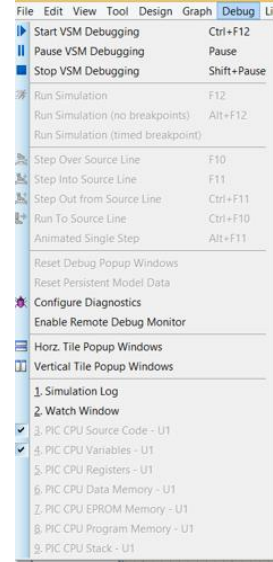 File Edit View Tool Design Graph Debug Li
Start VSM Debugging Ctrl+F12
Pause VSM Debugging Pause
Stop VSM Debugging Shift+Pause
Run Simulation F12
Run Simulation (no breakpoints) Alt+F12
Run Simulation (timed breakpoint)
Step Over Source Line F10
Step Into Source Line F11
Step Out from Source Line Ctrl+F11
Run To Source Line Ctrl+F10
Animated Single Step Alt+F11
Reset Debug Popup Windows
Reset Persistent Model Data
Configure Diagnostics
Enable Remote Debug Monitor
Horz. Tile Popup Windows
Vertical Tile Popup Windows
1. Simulation Log
2. Watch Window
3. PIC CPU Source Code - U1
4. PIC CPU Variables - U1
5. PIC CPU Registers - U1
6. PIC CPU Data Memory - U1
7. PIC CPU EPROM Memory - U1
8. PIC CPU Program Memory - U1
9. PIC CPU Stack - U1